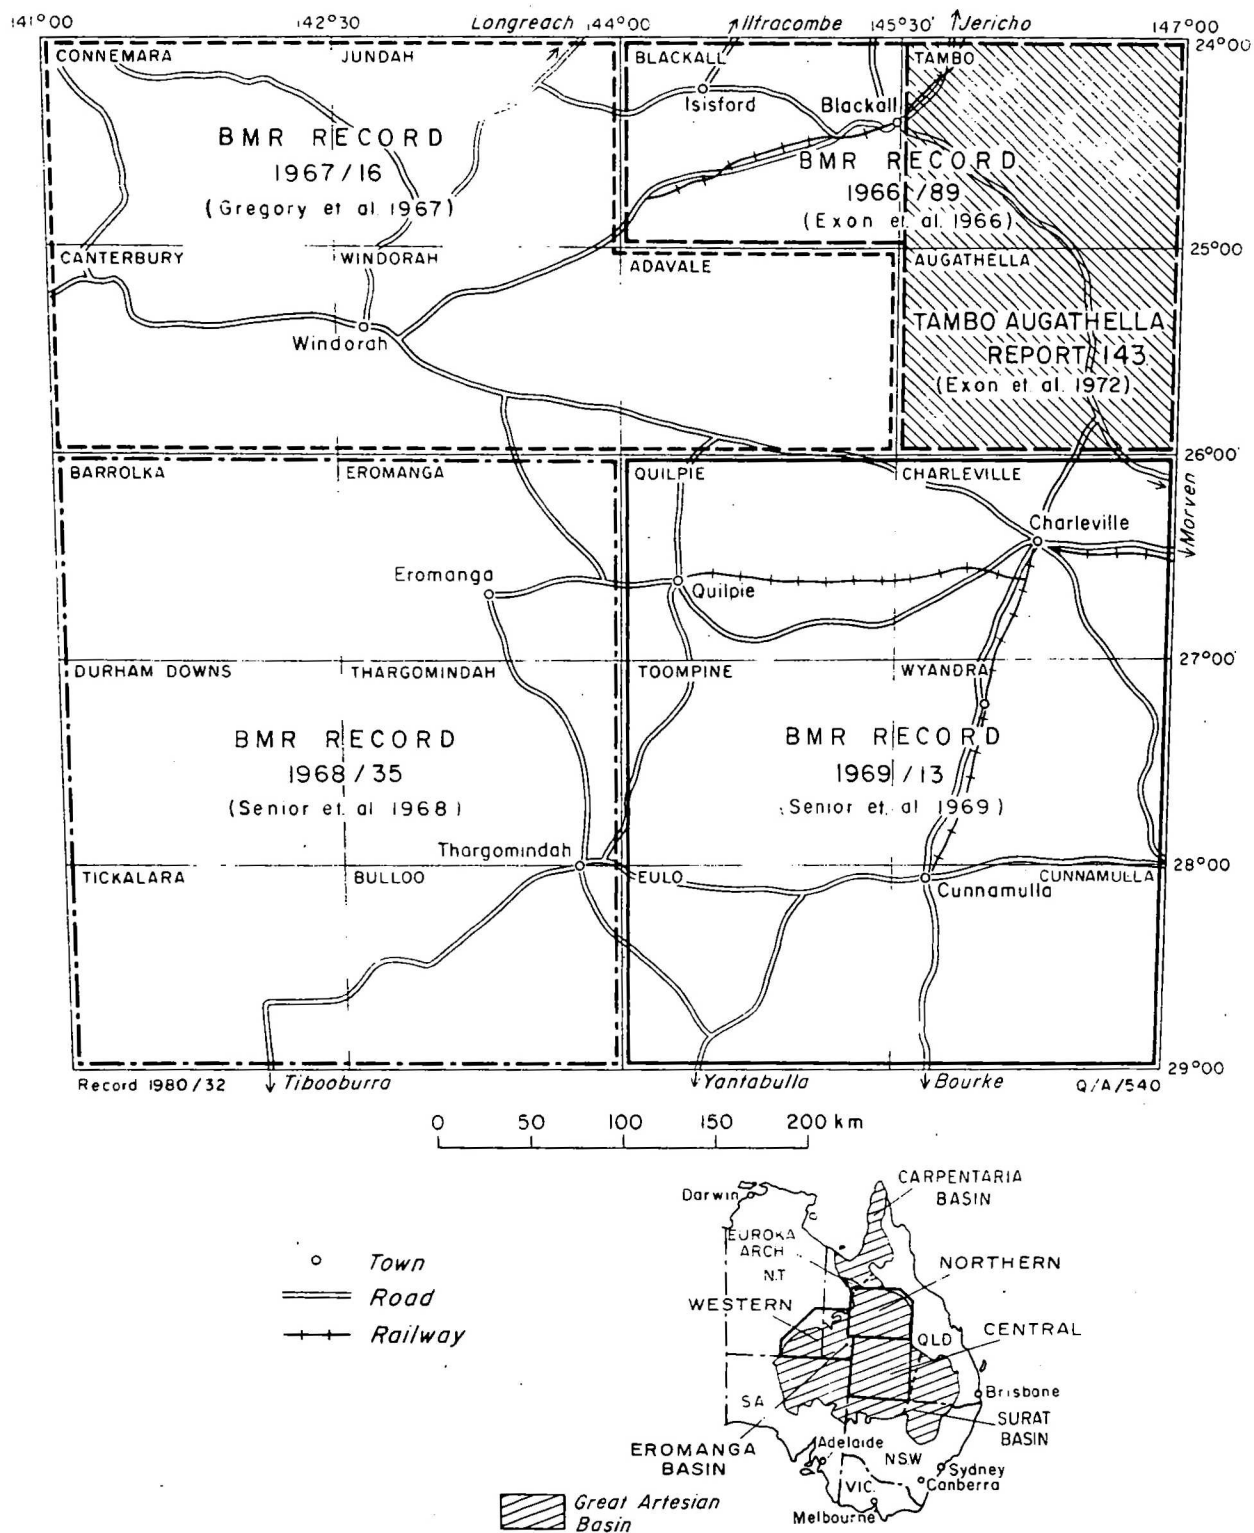 141°00
142°30
Longreach
144°00
Ilfracombe
145°30'
Jericho
147°00
24°00
CONNEMARA
JUNDAH
BLACKALL
TAMBO
Isisford
Blackall
BMR RECORD
1967/16
(Gregory et al 1967)
BMR RECORD
1966/89
(Exon et al. 1966)
25°00
CANTERBURY
WINDORAH
ADAVALE
AUGATHELLA
Windorah
TAMBO AUGATHELLA
REPORT 143
(Exon et al. 1972)
26°00'
BARROLKA
EROMANGA
QUILPIE
CHARLEVILLE
Morven
Charleville
Eromanga
Quilpie
27°00'
DURHAM DOWNS
THARGOMINDAH
TOOMPINE
WYANDRA
BMR RECORD
1968/35
(Senior et al 1968)
BMR RECORD
1969/13
(Senior et al 1969)
Thargomindah
28°00
TICKALARA
BULLOO
EULO
CUNNAMULLA
Cunnamulla
29°00
Record 1980/32
Tibooburra
Yantabulla
Bourke
Q/A/540
0 50 100 150 200 km
Town
Road
Railway
Darwin
CARPENTARIA
BASIN
EUROKA
ARCH
N.T
NORTHERN
WESTERN
CENTRAL
QLD
SA
Brisbane
SURAT
BASIN
EROMANGA
BASIN
Adelaide
NSW
Sydney
Canberra
VIC.
Melbourne
Great Artesian
Basin